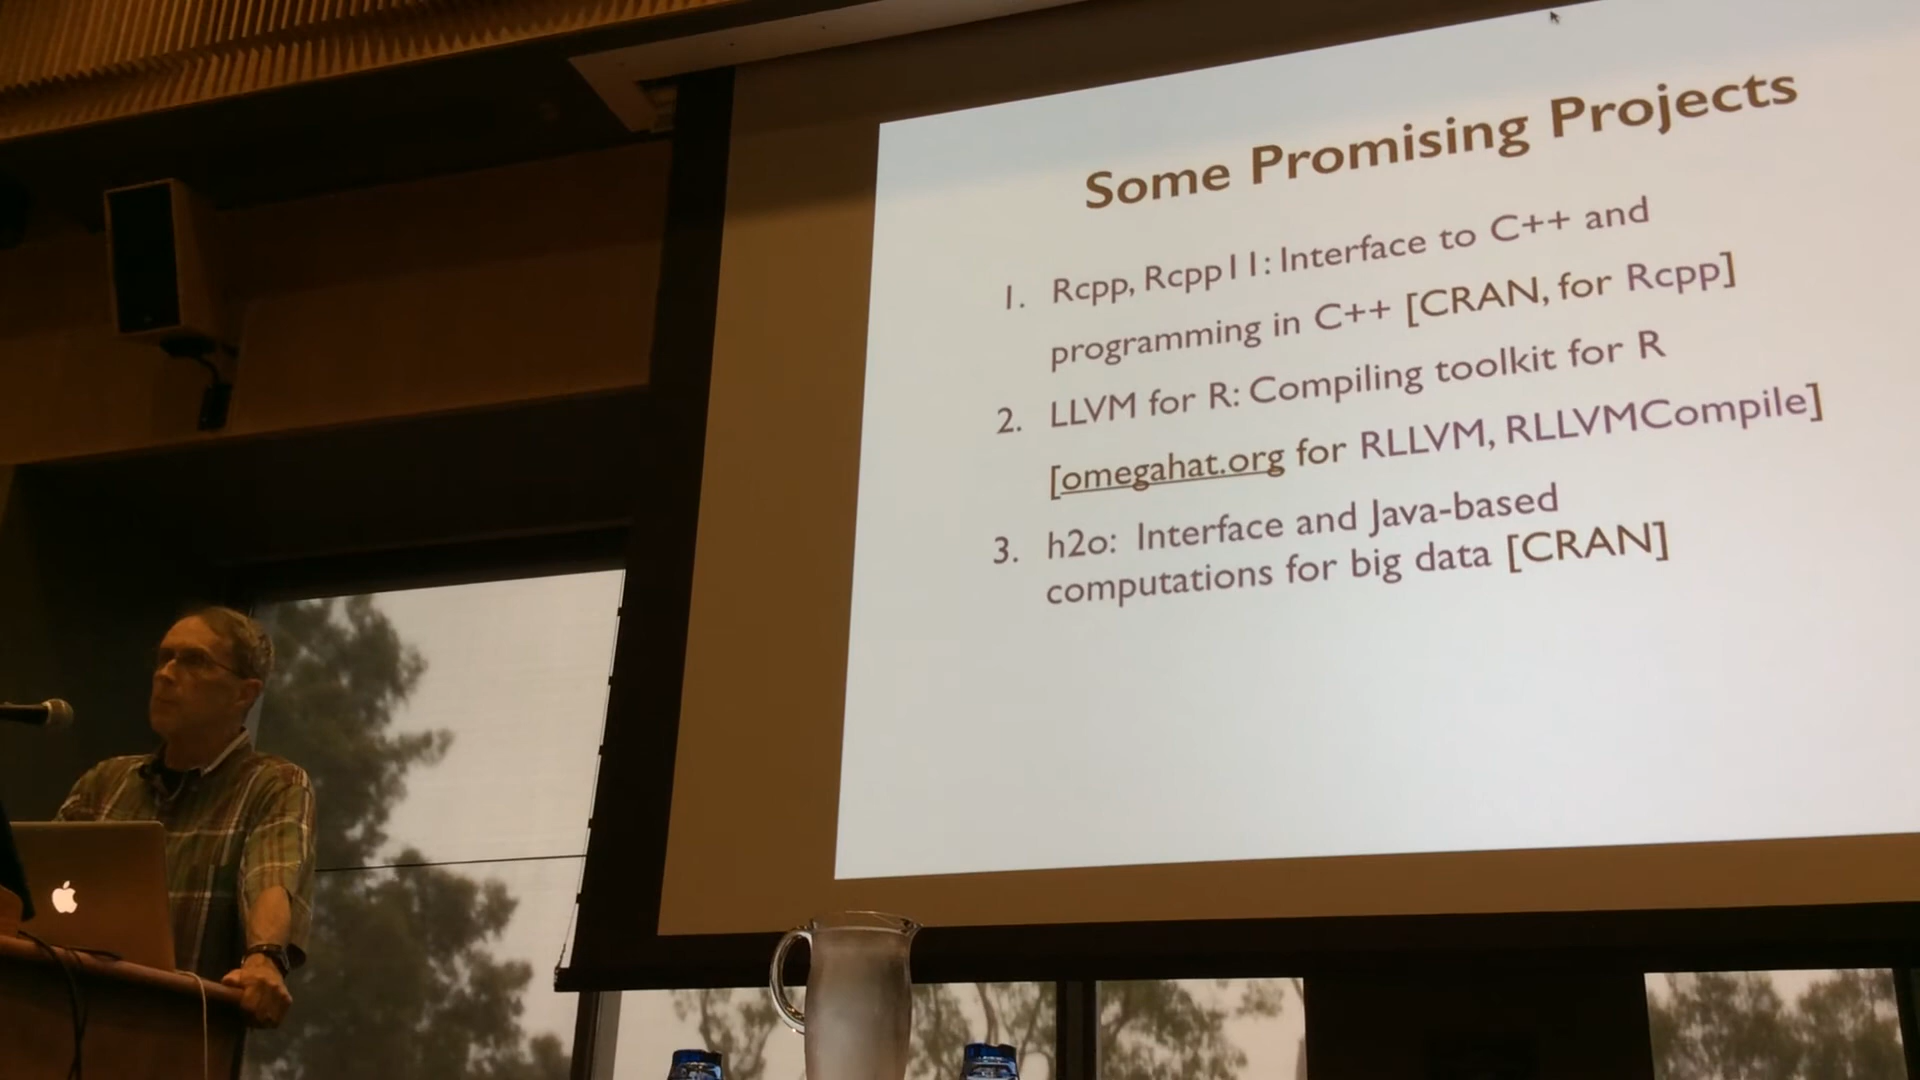 Some Promising Projects
1. Rcpp, Rcpp11: Interface to C++ and
programming in C++ [CRAN, for Rcpp]
2. LLVM for R: Compiling toolkit for R
[omegahat.org for RLLVM, RLLVMCompile]
3. h2o: Interface and Java-based
computations for big data [CRAN]